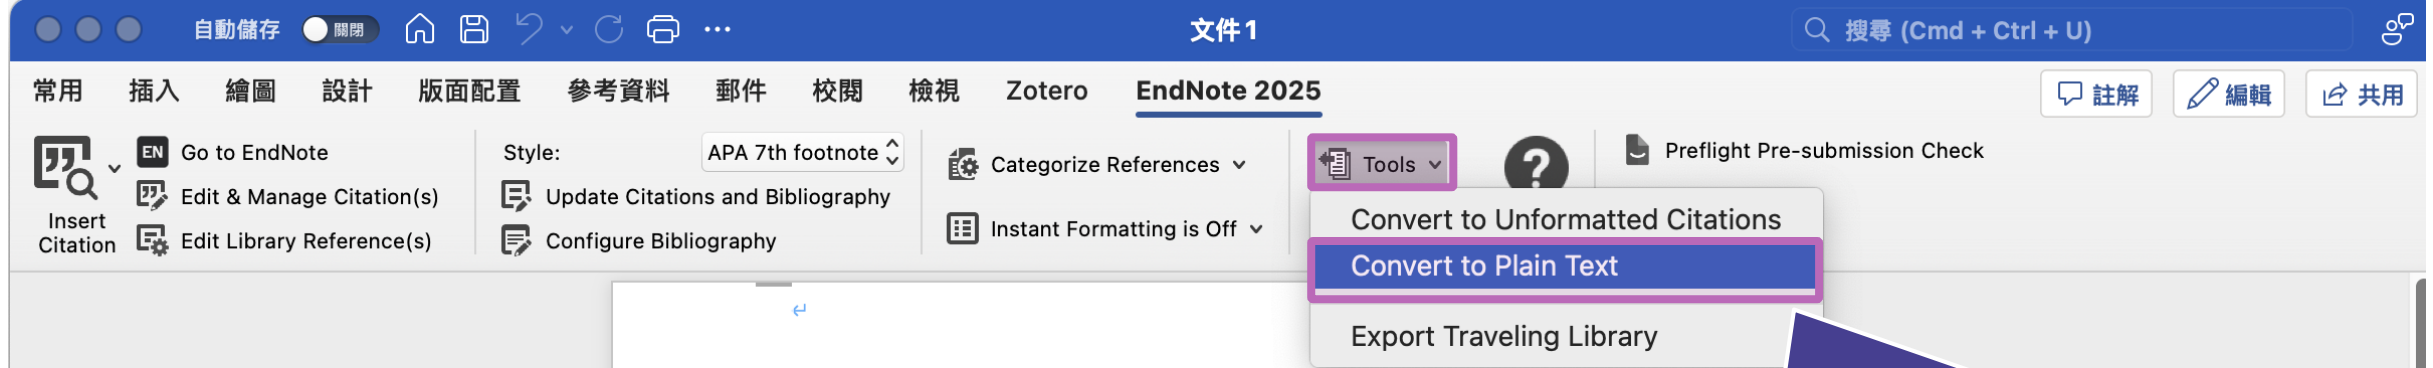 自動儲存 關閉 文件1 搜尋 (Cmd + Ctrl + U)
常用 插入 繪圖 設計 版面配置 參考資料 郵件 校閱 檢視 Zotero EndNote 2025 註解 編輯 共用
Insert Citation
EN Go to EndNote
Edit & Manage Citation(s)
Edit Library Reference(s)
Style: APA 7th footnote
Update Citations and Bibliography
Configure Bibliography
Categorize References
Instant Formatting is Off
Tools
Convert to Unformatted Citations
Convert to Plain Text
Export Traveling Library
Preflight Pre-submission Check